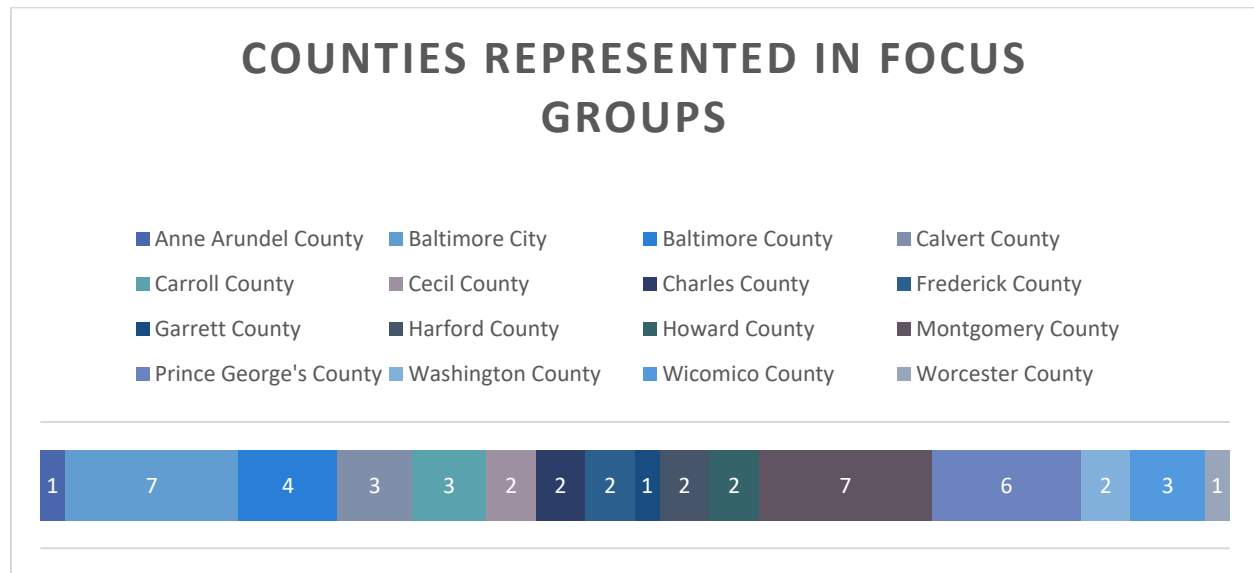 COUNTIES REPRESENTED IN FOCUS
GROUPS
Anne Arundel County Baltimore City Baltimore County Calvert County
Carroll County Cecil County Charles County Frederick County
Garrett County Harford County Howard County Montgomery County
Prince George's County Washington County Wicomico County Worcester County
1 7 4 3 3 2 2 2 1 2 2 7 6 2 3 1